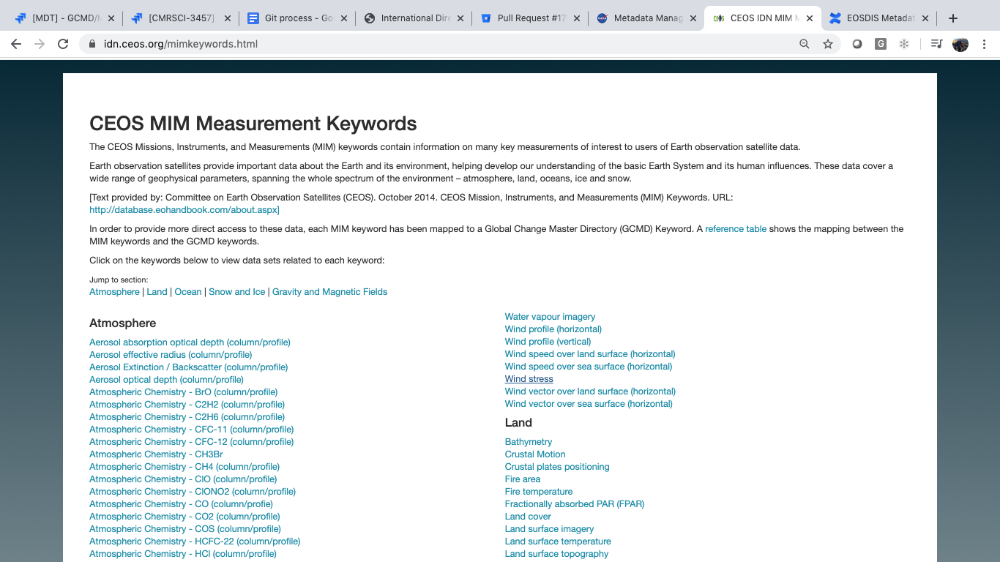 [MDT] - GCMD/
[CMRSCI-3457]
Git process - Go
International Dire
Pull Request #17
Metadata Manag
CEOS IDN MIM M
EOSDIS Metadat
idn.ceos.org/mimkeywords.html
CEOS MIM Measurement Keywords
The CEOS Missions, Instruments, and Measurements (MIM) keywords contain information on many key measurements of interest to users of Earth observation satellite data.
Earth observation satellites provide important data about the Earth and its environment, helping develop our understanding of the basic Earth System and its human influences. These data cover a
wide range of geophysical parameters, spanning the whole spectrum of the environment – atmosphere, land, oceans, ice and snow.
[Text provided by: Committee on Earth Observation Satellites (CEOS). October 2014. CEOS Mission, Instruments, and Measurements (MIM) Keywords. URL:
http://database.eohandbook.com/about.aspx]
In order to provide more direct access to these data, each MIM keyword has been mapped to a Global Change Master Directory (GCMD) Keyword. A reference table shows the mapping between the
MIM keywords and the GCMD keywords.
Click on the keywords below to view data sets related to each keyword:
Jump to section:
Atmosphere | Land | Ocean | Snow and Ice | Gravity and Magnetic Fields
Atmosphere
Aerosol absorption optical depth (column/profile)
Aerosol effective radius (column/profile)
Aerosol Extinction / Backscatter (column/profile)
Aerosol optical depth (column/profile)
Atmospheric Chemistry - BrO (column/profile)
Atmospheric Chemistry - C2H2 (column/profile)
Atmospheric Chemistry - C2H6 (column/profile)
Atmospheric Chemistry - CFC-11 (column/profile)
Atmospheric Chemistry - CFC-12 (column/profile)
Atmospheric Chemistry - CH3Br
Atmospheric Chemistry - CH4 (column/profile)
Atmospheric Chemistry - ClO (column/profile)
Atmospheric Chemistry - ClONO2 (column/profile)
Atmospheric Chemistry - CO (column/profie)
Atmospheric Chemistry - CO2 (column/profile)
Atmospheric Chemistry - COS (column/profile)
Atmospheric Chemistry - HCFC-22 (column/profile)
Atmospheric Chemistry - HCl (column/profile)
Water vapour imagery
Wind profile (horizontal)
Wind profile (vertical)
Wind speed over land surface (horizontal)
Wind speed over sea surface (horizontal)
Wind stress
Wind vector over land surface (horizontal)
Wind vector over sea surface (horizontal)
Land
Bathymetry
Crustal Motion
Crustal plates positioning
Fire area
Fire temperature
Fractionally absorbed PAR (FPAR)
Land cover
Land surface imagery
Land surface temperature
Land surface topography